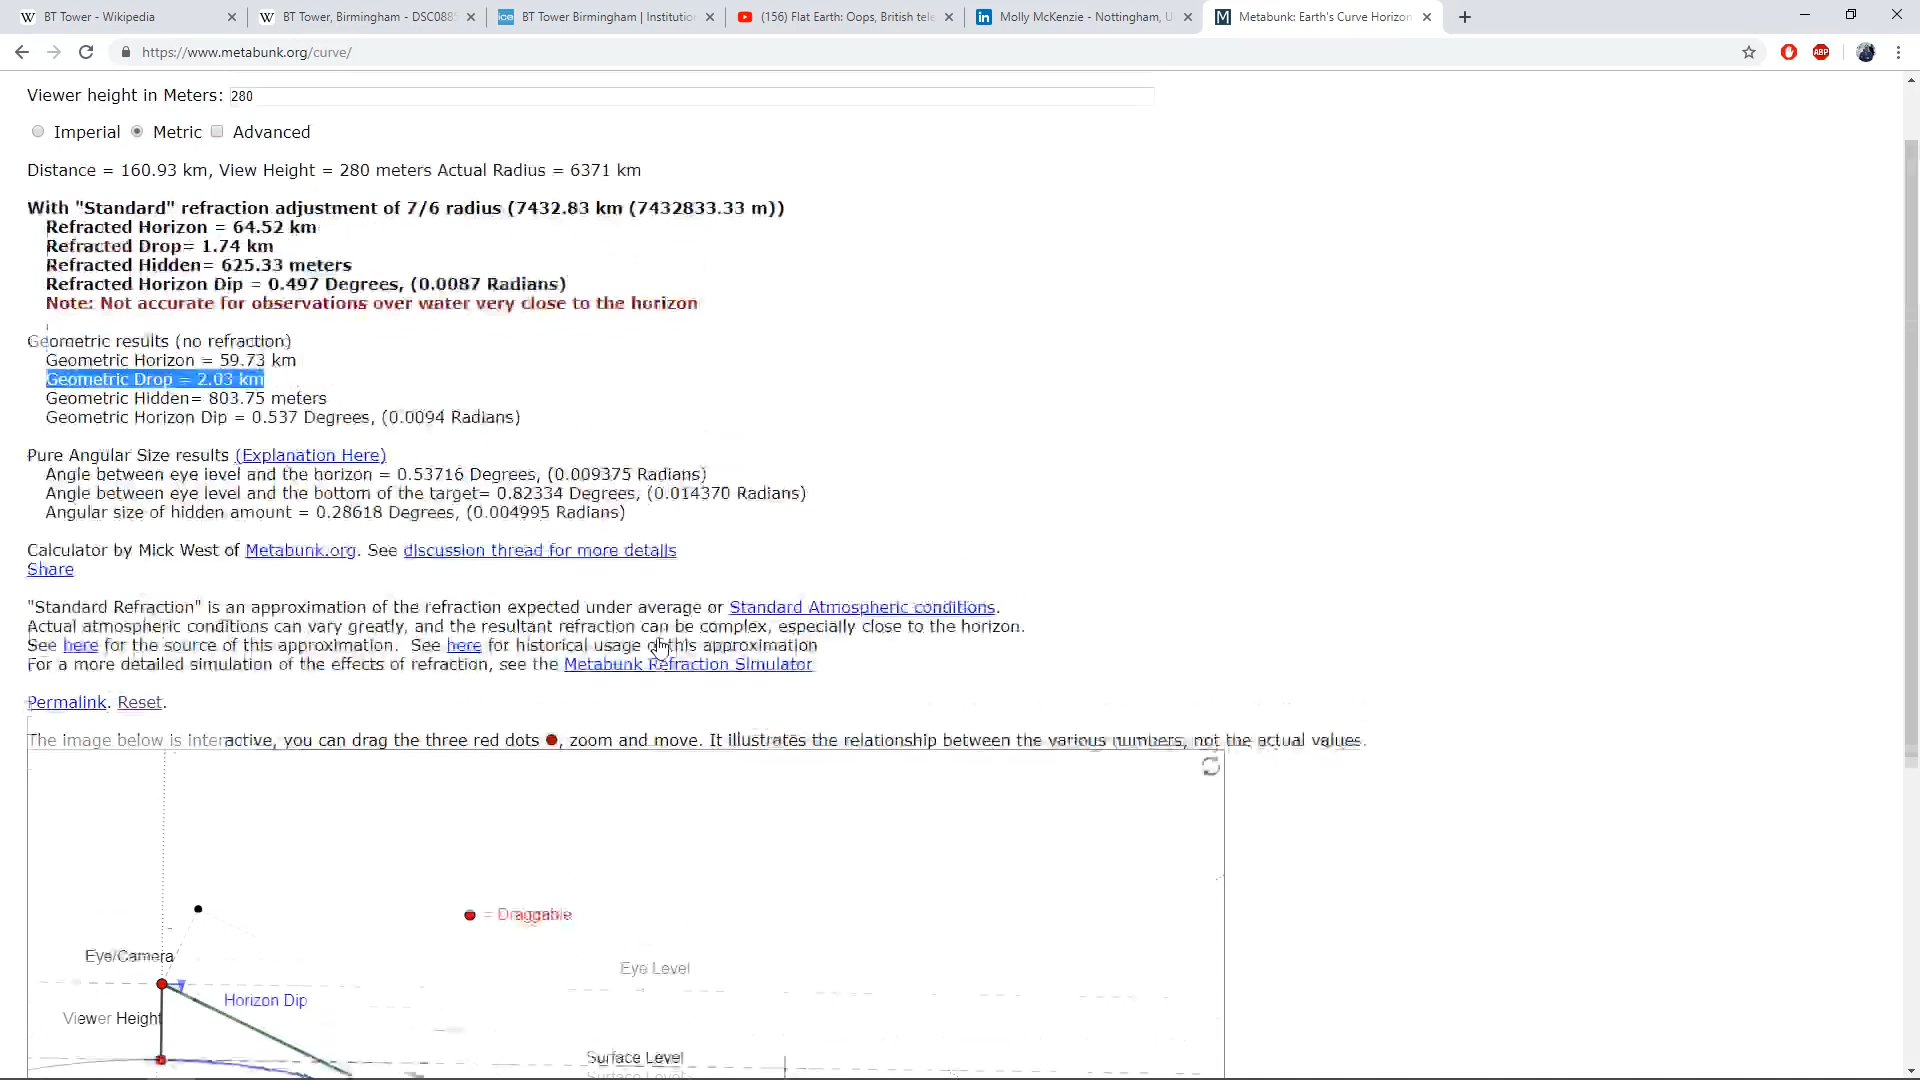 BT Tower - Wikipedia
BT Tower, Birmingham - DSC088
BT Tower Birmingham | Institution
(156) Flat Earth: Oops, British tele
Molly McKenzie - Nottingham, U
Metabunk: Earth's Curve Horizon
https://www.metabunk.org/curve/
Viewer height in Meters: 280
Imperial Metric Advanced
Distance = 160.93 km, View Height = 280 meters Actual Radius = 6371 km
With "Standard" refraction adjustment of 7/6 radius (7432.83 km (7432833.33 m))
Refracted Horizon = 64.52 km
Refracted Drop= 1.74 km
Refracted Hidden= 625.33 meters
Refracted Horizon Dip = 0.497 Degrees, (0.0087 Radians)
Note: Not accurate for observations over water very close to the horizon
Geometric results (no refraction)
Geometric Horizon = 59.73 km
Geometric Drop = 2.03 km
Geometric Hidden= 803.75 meters
Geometric Horizon Dip = 0.537 Degrees, (0.0094 Radians)
Pure Angular Size results (Explanation Here)
Angle between eye level and the horizon = 0.53716 Degrees, (0.009375 Radians)
Angle between eye level and the bottom of the target= 0.82334 Degrees, (0.014370 Radians)
Angular size of hidden amount = 0.28618 Degrees, (0.004995 Radians)
Calculator by Mick West of Metabunk.org. See discussion thread for more details
Share
"Standard Refraction" is an approximation of the refraction expected under average or Standard Atmospheric conditions.
Actual atmospheric conditions can vary greatly, and the resultant refraction can be complex, especially close to the horizon.
See here for the source of this approximation. See here for historical usage of this approximation
For a more detailed simulation of the effects of refraction, see the Metabunk Refraction Simulator
Permalink. Reset.
The image below is interactive, you can drag the three red dots , zoom and move. It illustrates the relationship between the various numbers, not the actual values.
= Draggable
Eye/Camera
Eye Level
Horizon Dip
Viewer Height
Surface Level